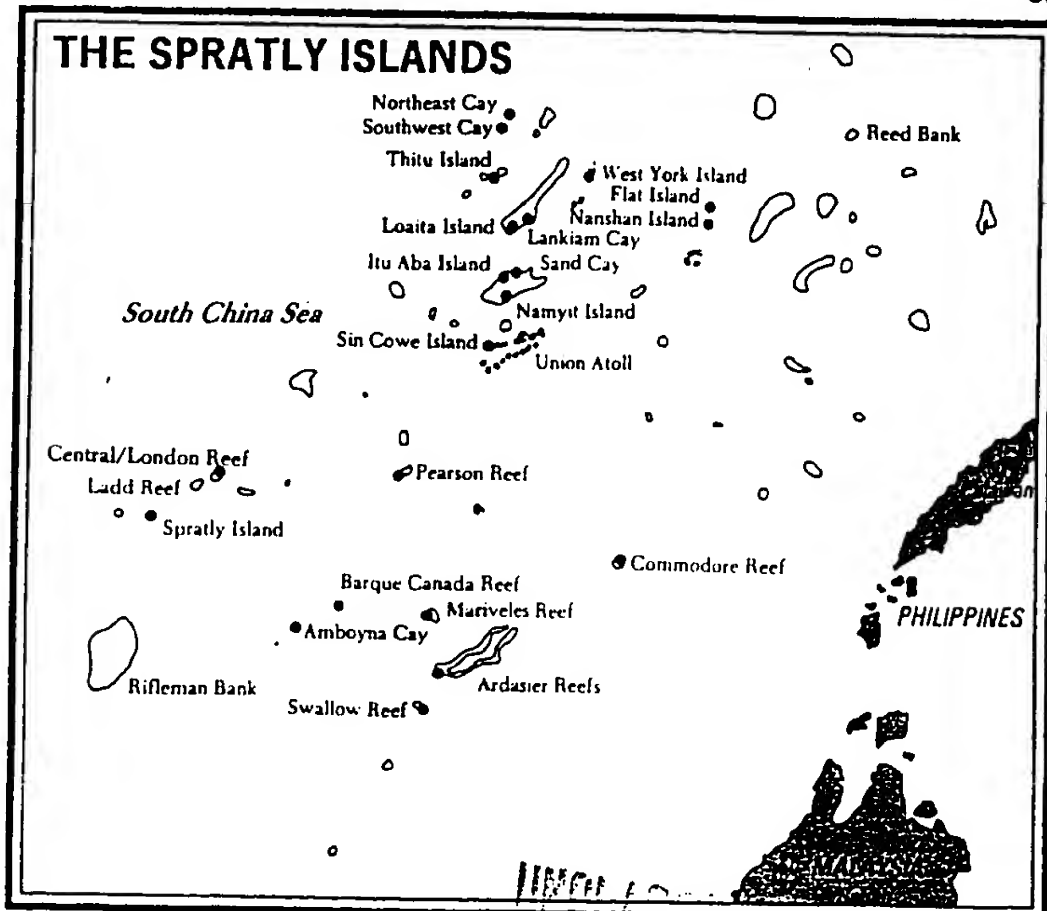 THE SPRATLY ISLANDS
Northeast Cay
Southwest Cay
Reed Bank
Thitu Island
West York Island
Flat Island
Nanshan Island
Loaita Island
Lankiam Cay
Itu Aba Island
Sand Cay
South China Sea
Namyit Island
Sin Cowe Island
Union Atoll
Central/London Reef
Pearson Reef
Ladd Reef
Spratly Island
Commodore Reef
Barque Canada Reef
Mariveles Reef
PHILIPPINES
Amboyna Cay
Rifleman Bank
Ardasier Reefs
Swallow Reef
MALAYSIA